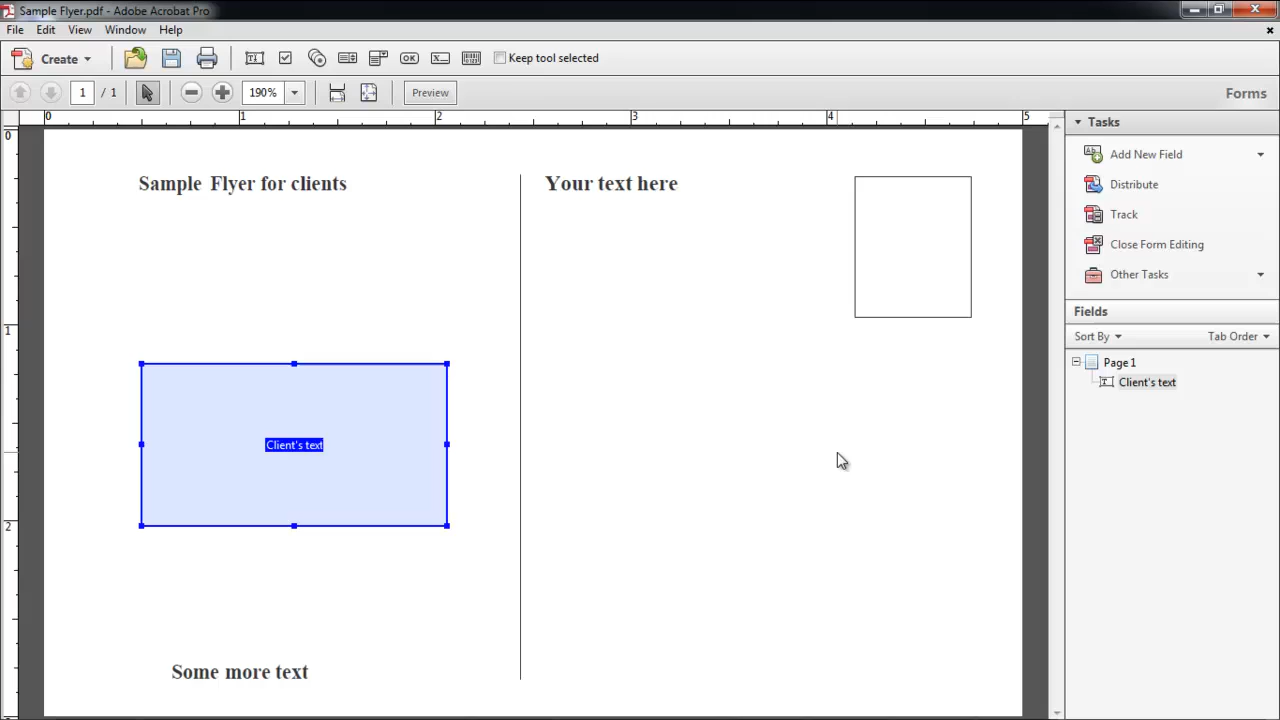 Sample Flyer.pdf - Adobe Acrobat Pro
File Edit View Window Help
Create Keep tool selected
1 / 1 190% Preview Forms
0 1 2 3 4 5
0
1
2
Sample Flyer for clients
Your text here
Client's text
Some more text
Tasks
Add New Field
Distribute
Track
Close Form Editing
Other Tasks
Fields
Sort By Tab Order
Page 1
Client's text